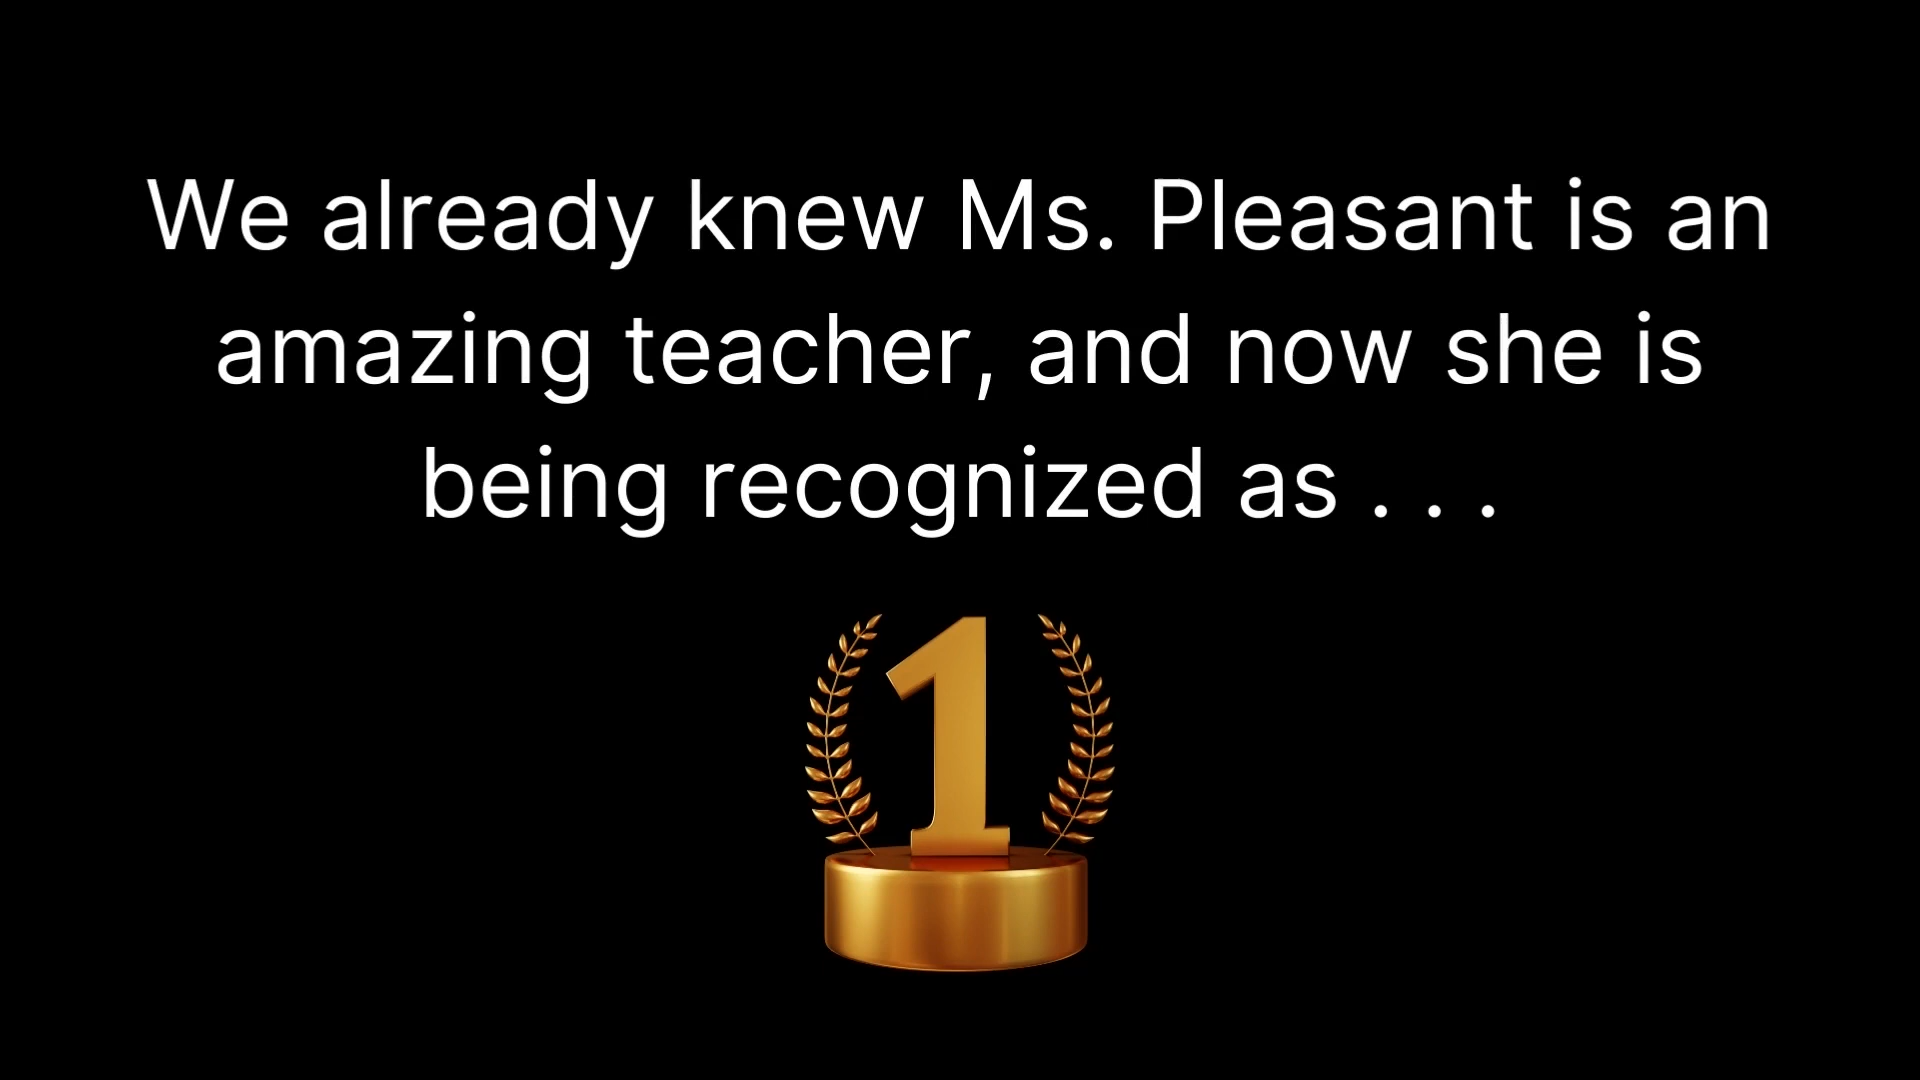 We already knew Ms. Pleasant is an
amazing teacher, and now she is
being recognized as . . .
1